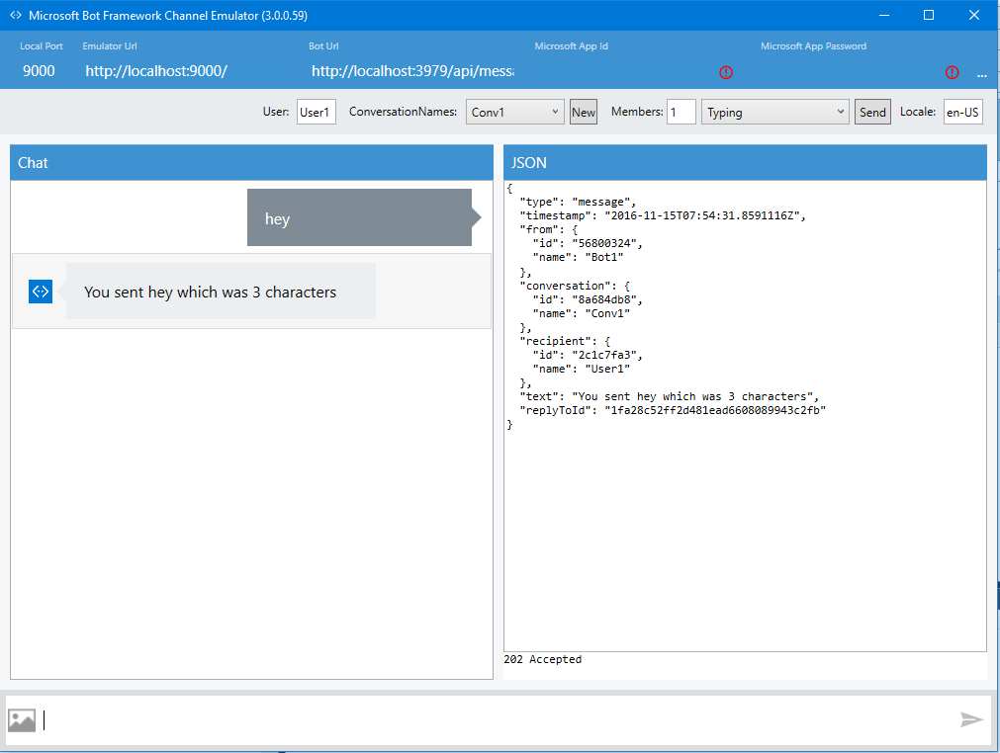 Microsoft Bot Framework Channel Emulator (3.0.0.59)
Local Port Emulator Url Bot Url Microsoft App Id Microsoft App Password
9000 http://localhost:9000/ http://localhost:3979/api/messa
...
User: User1 ConversationNames: Conv1 New Members: 1 Typing Send Locale: en-US
Chat
hey
You sent hey which was 3 characters
JSON
{
"type": "message",
"timestamp": "2016-11-15T07:54:31.8591116Z",
"from": {
"id": "56800324",
"name": "Bot1"
},
"conversation": {
"id": "8a684db8",
"name": "Conv1"
},
"recipient": {
"id": "2c1c7fa3",
"name": "User1"
},
"text": "You sent hey which was 3 characters",
"replyToId": "1fa28c52ff2d481ead6608089943c2fb"
}
202 Accepted